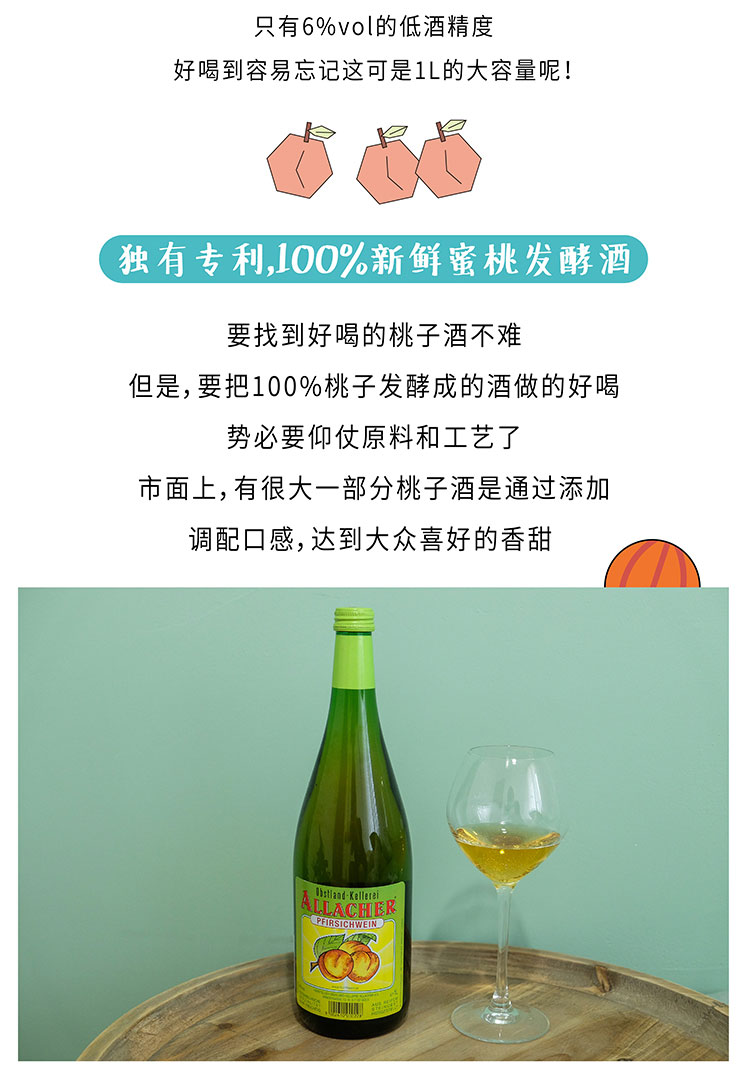 只有6%vol的低酒精度
好喝到容易忘记这可是1L的大容量呢！
独有专利,100%新鲜蜜桃发酵酒
要找到好喝的桃子酒不难
但是，要把100%桃子发酵成的酒做的好喝
势必要仰仗原料和工艺了
市面上，有很大一部分桃子酒是通过添加
调配口感，达到大众喜好的香甜
Obstland-Kellerei
ALLACHER
PFIRSICHWEIN